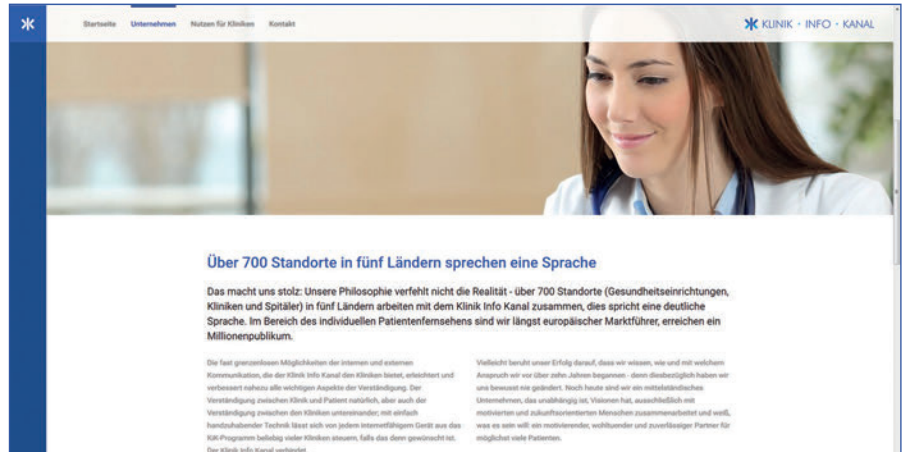 Startseite Unternehmen Nutzen für Kliniken Kontakt
KLINIK · INFO · KANAL
Über 700 Standorte in fünf Ländern sprechen eine Sprache
Das macht uns stolz: Unsere Philosophie verfehlt nicht die Realität - über 700 Standorte (Gesundheitseinrichtungen,
Kliniken und Spitäler) in fünf Ländern arbeiten mit dem Klinik Info Kanal zusammen, dies spricht eine deutliche
Sprache. Im Bereich des individuellen Patientenfernsehens sind wir längst europäischer Marktführer, erreichen ein
Millionenpublikum.
Die fast grenzenlosen Möglichkeiten der internen und externen
Kommunikation, die der Klinik Info Kanal den Kliniken bietet, erleichtert und
verbessert nahezu alle wichtigen Aspekte der Verständigung. Der
Verständigung zwischen Klinik und Patient natürlich, aber auch der
Verständigung zwischen den Kliniken untereinander; mit einfach
handzuhabender Technik lässt sich von jedem internetfähigem Gerät aus das
KIK-Programm beliebig vieler Kliniken steuern, falls das denn gewünscht ist.
Der Klinik Info Kanal verbindet
Vielleicht beruht unser Erfolg darauf, dass wir wissen, wie und mit welchem
Anspruch wir vor über zehn Jahren begannen - denn diesbezüglich haben wir
uns bewusst nie geändert. Noch heute sind wir ein mittelständisches
Unternehmen, das unabhängig ist, Visionen hat, ausschließlich mit
motivierten und zukunftsorientierten Menschen zusammenarbeitet und weiß,
was es sein will: ein motivierender, wohltuender und zuverlässiger Partner für
möglichst viele Patienten.